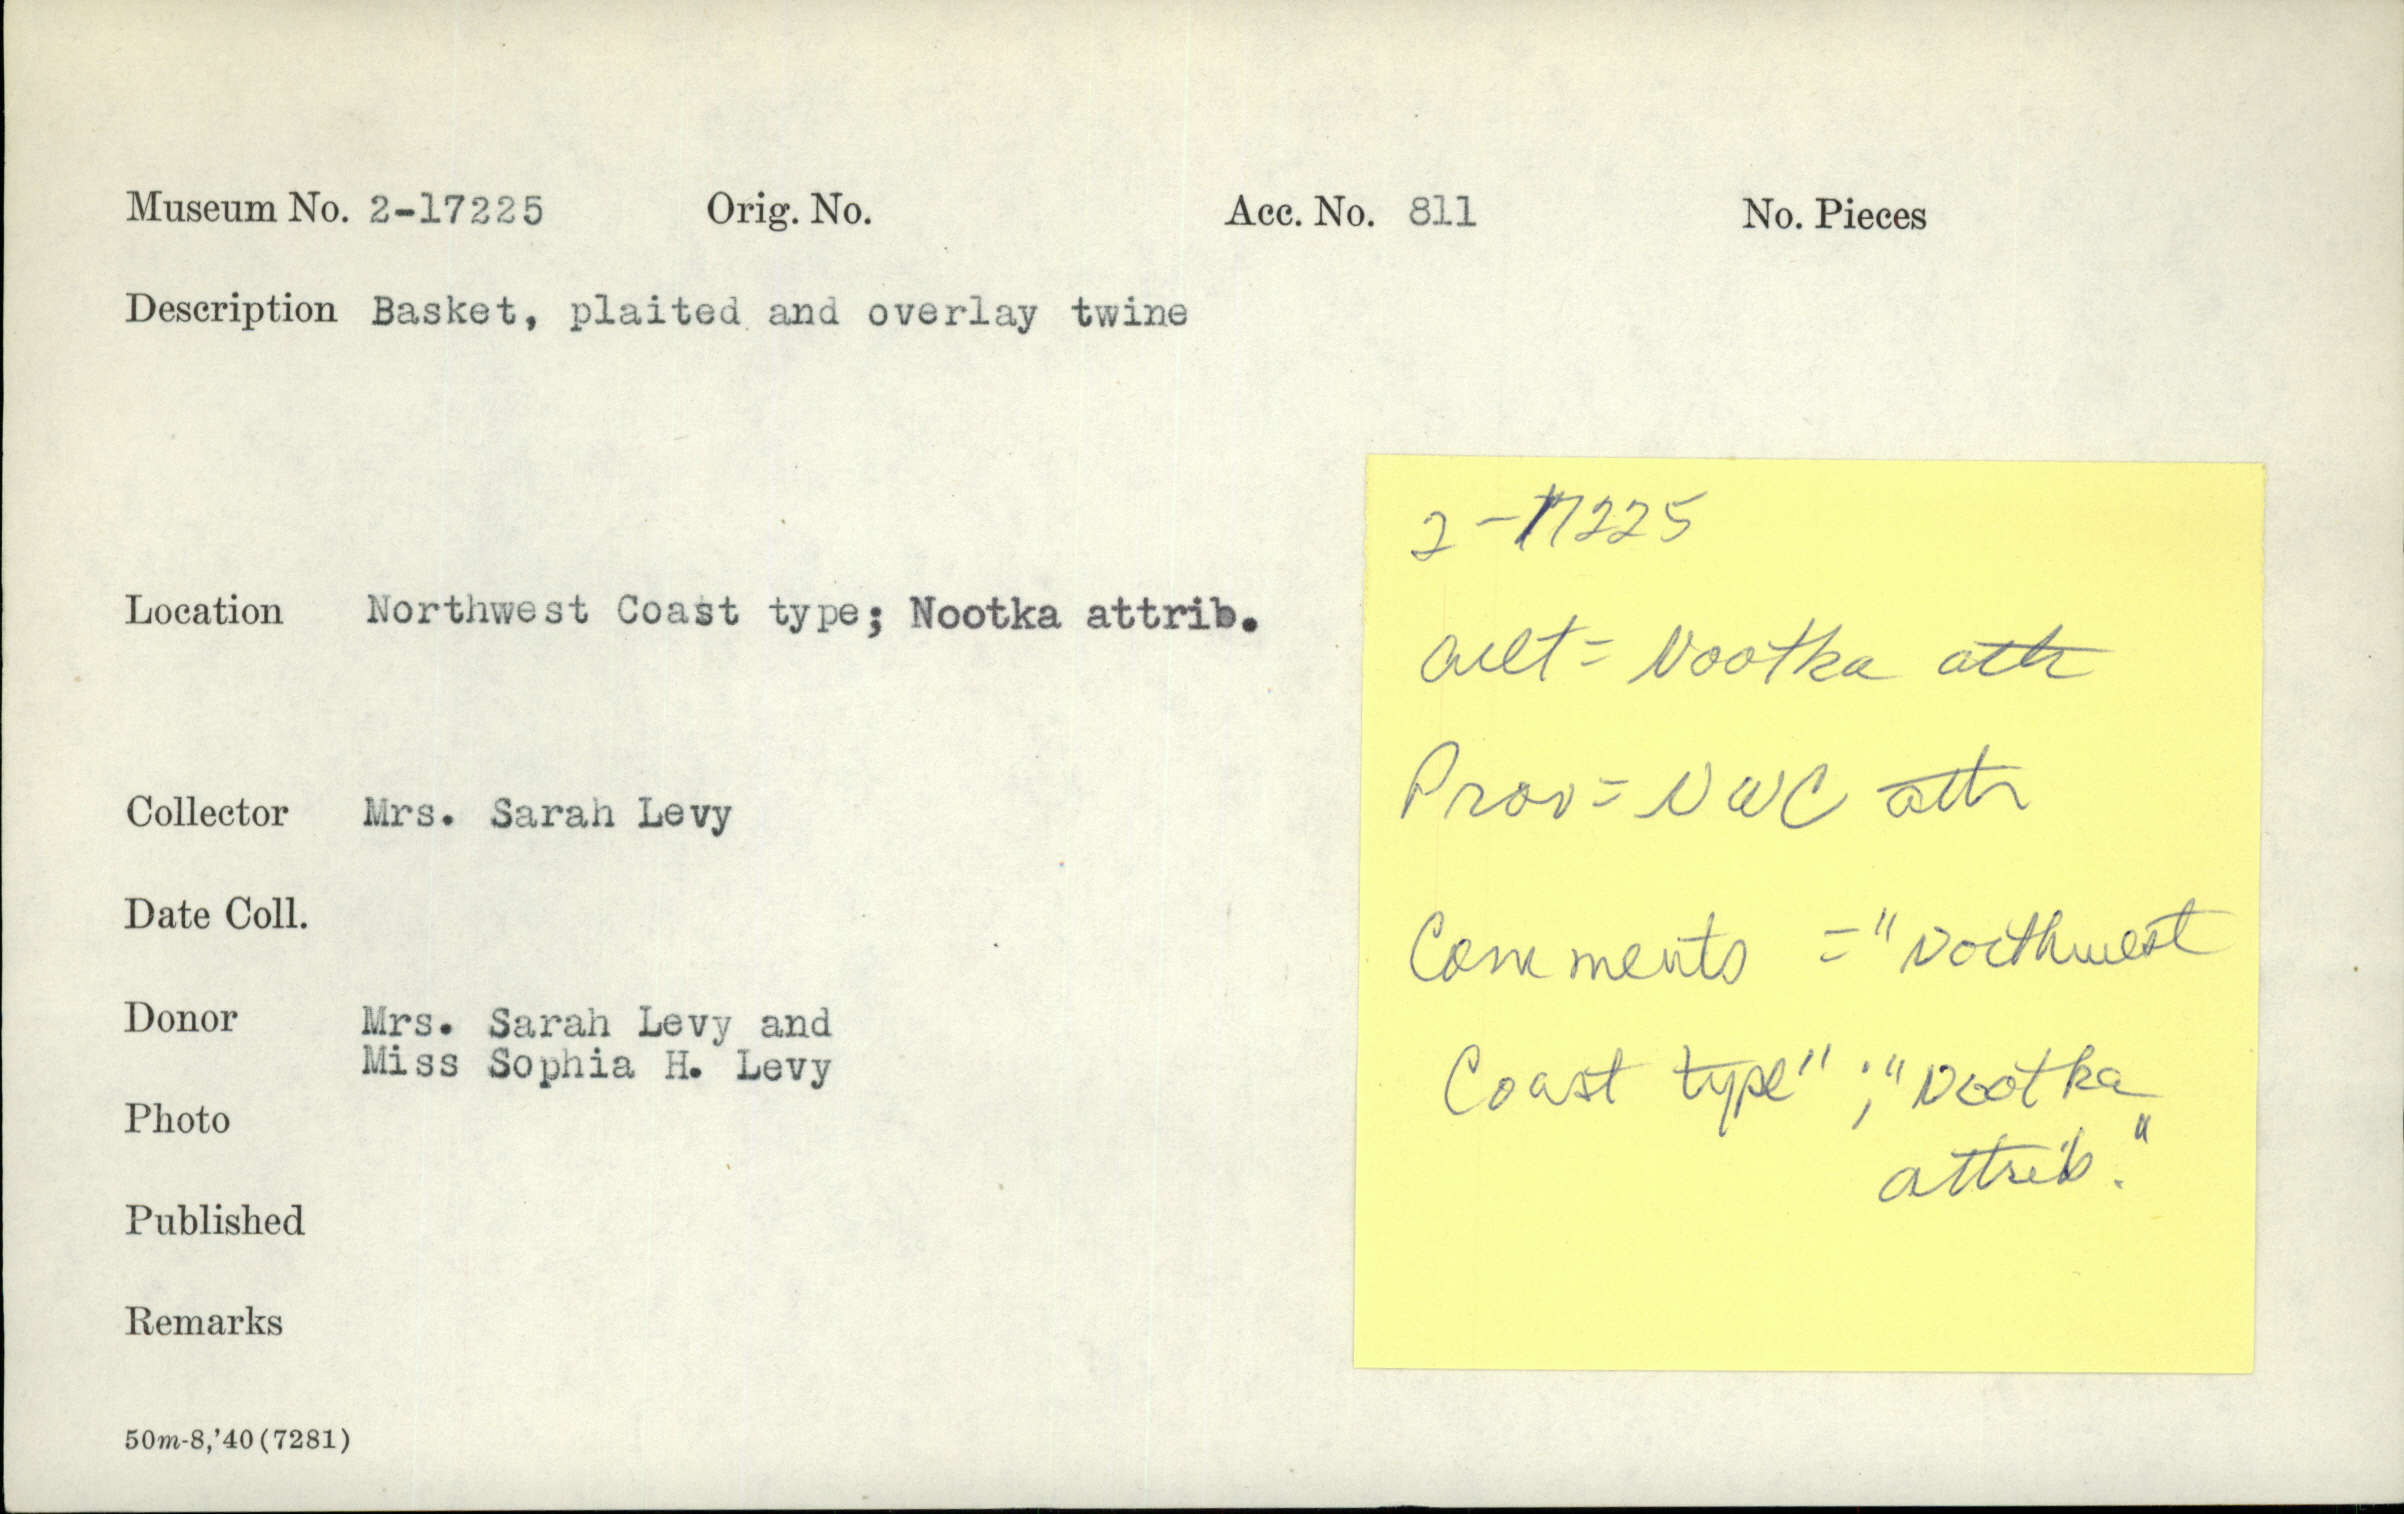 Museum No. 2-17225 Orig. No. Acc. No. 811 No. Pieces
Description Basket, plaited and overlay twine
Location Northwest Coast type; Nootka attrib.
Collector Mrs. Sarah Levy
Date Coll.
Donor Mrs. Sarah Levy and
Miss Sophia H. Levy
Photo
Published
Remarks
50m-8,'40(7281)
2-17225
Cult = Nootka attr
Prov = NWC attr
Comments = "Northwest
Coast type" ; "Nootka
attrib."